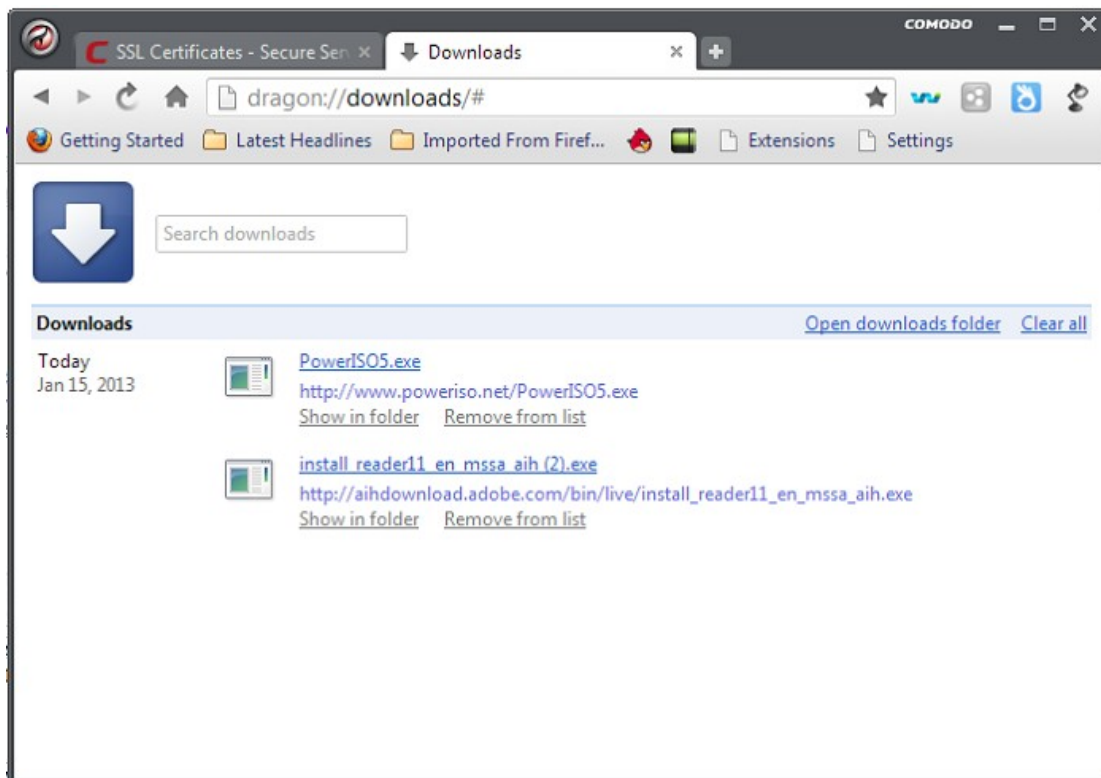 COMODO
SSL Certificates - Secure Ser
Downloads
dragon://downloads/#
Getting Started Latest Headlines Imported From Firef... Extensions Settings
Search downloads
Downloads Open downloads folder Clear all
Today PowerISO5.exe
Jan 15, 2013 http://www.poweriso.net/PowerISO5.exe
Show in folder Remove from list
install_reader11_en_mssa_aih (2).exe
http://aihdownload.adobe.com/bin/live/install_reader11_en_mssa_aih.exe
Show in folder Remove from list